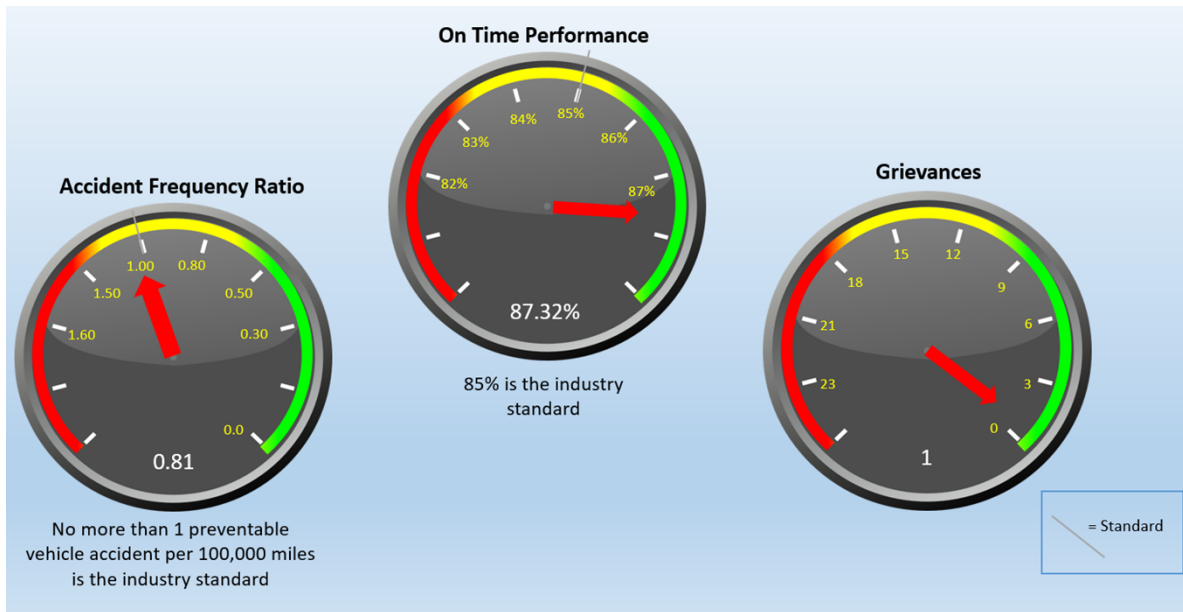 On Time Performance
85%
84%
86%
83%
82%
87%
87.32%
85% is the industry
standard
Accident Frequency Ratio
1.00
0.80
1.50
0.50
1.60
0.30
0.0
0.81
No more than 1 preventable
vehicle accident per 100,000 miles
is the industry standard
Grievances
15
12
18
9
21
6
23
3
0
1
= Standard